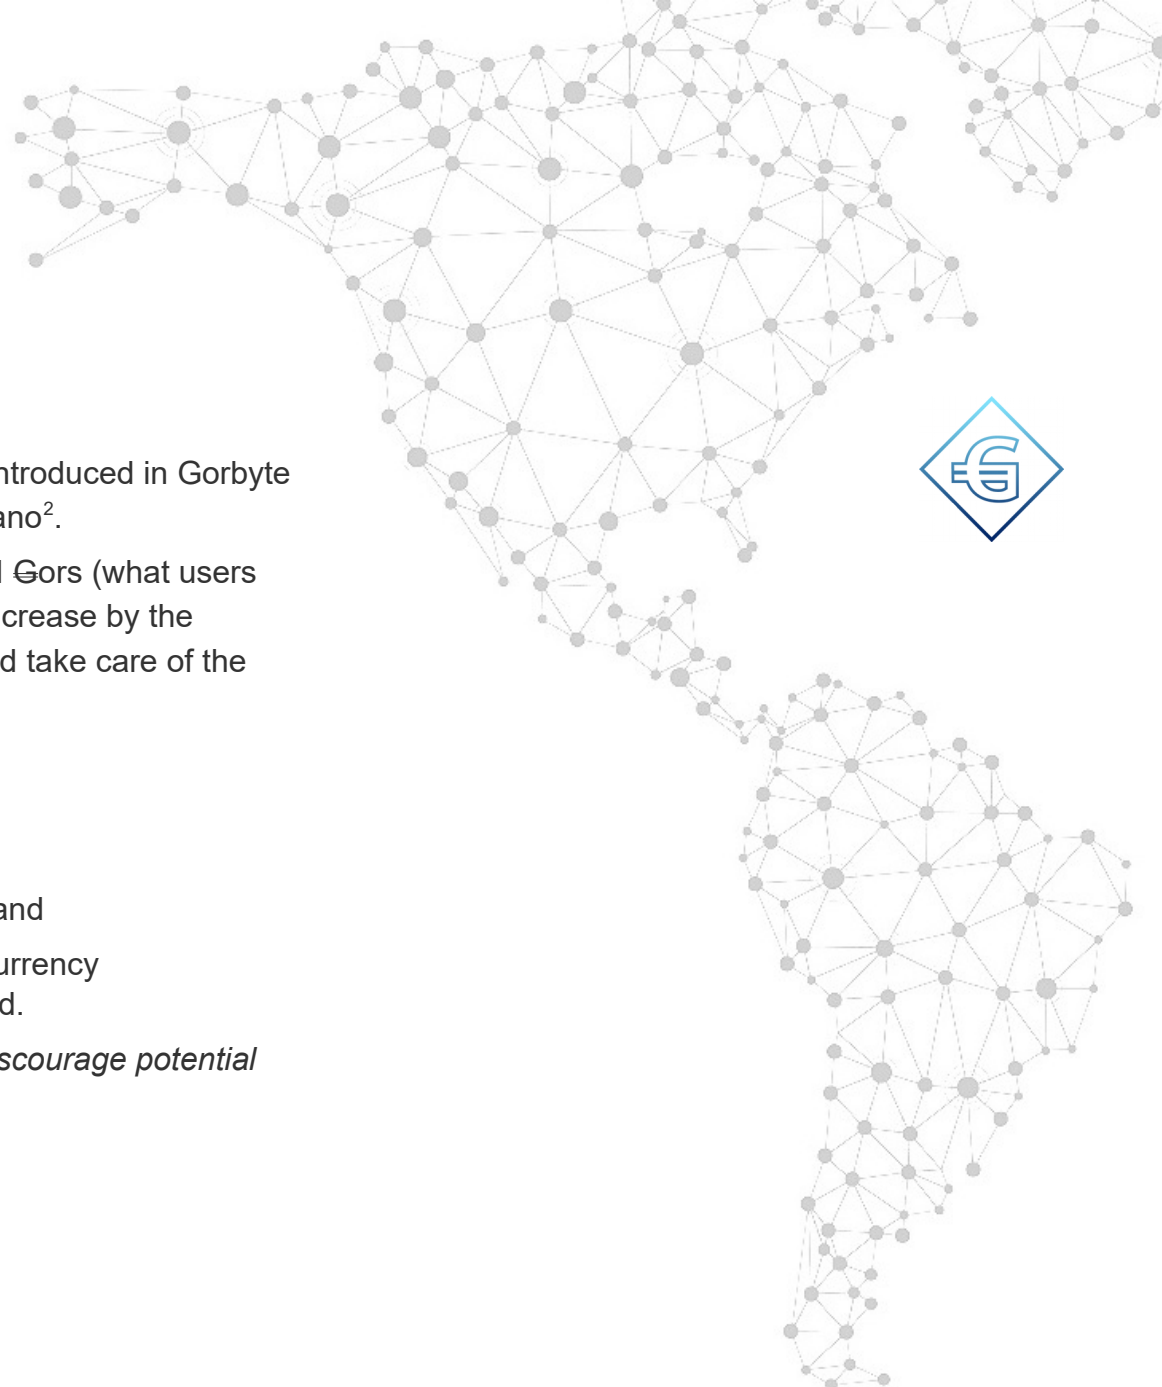 ntroduced in Gorbyte
ano².
Gors (what users
crease by the
d take care of the
and
urrency
d.
scourage potential